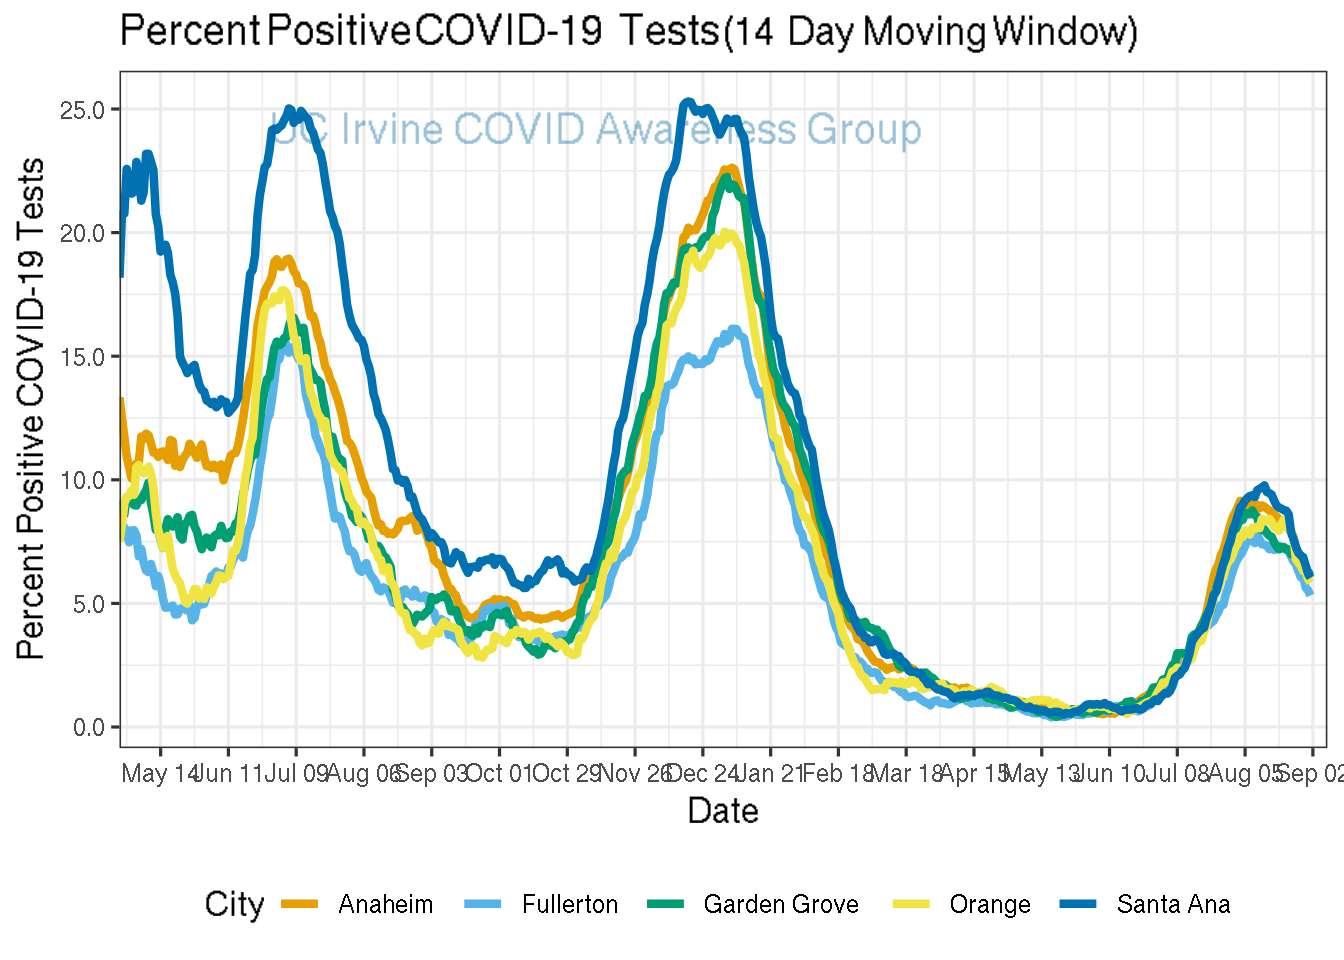 Percent Positive COVID-19 Tests(14 Day Moving Window)
UC Irvine COVID Awareness Group
Percent Positive COVID-19 Tests
25.0
20.0
15.0
10.0
5.0
0.0
May 14 Jun 11 Jul 09 Aug 06 Sep 03 Oct 01 Oct 29 Nov 26 Dec 24 Jan 21 Feb 18 Mar 18 Apr 15 May 13 Jun 10 Jul 08 Aug 05 Sep 02
Date
City Anaheim Fullerton Garden Grove Orange Santa Ana